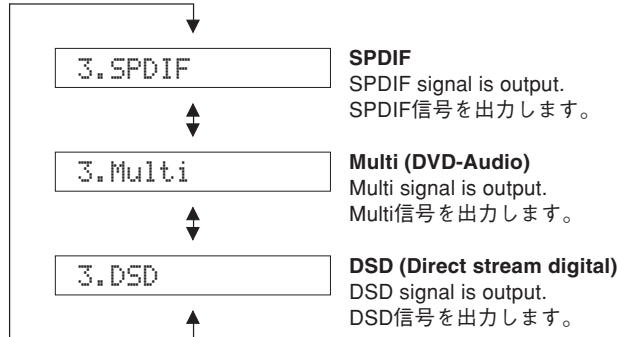 3.SPDIF
SPDIF
SPDIF signal is output.
SPDIF信号を出力します。
3.Multi
Multi (DVD-Audio)
Multi signal is output.
Multi信号を出力します。
3.DSD
DSD (Direct stream digital)
DSD signal is output.
DSD信号を出力します。